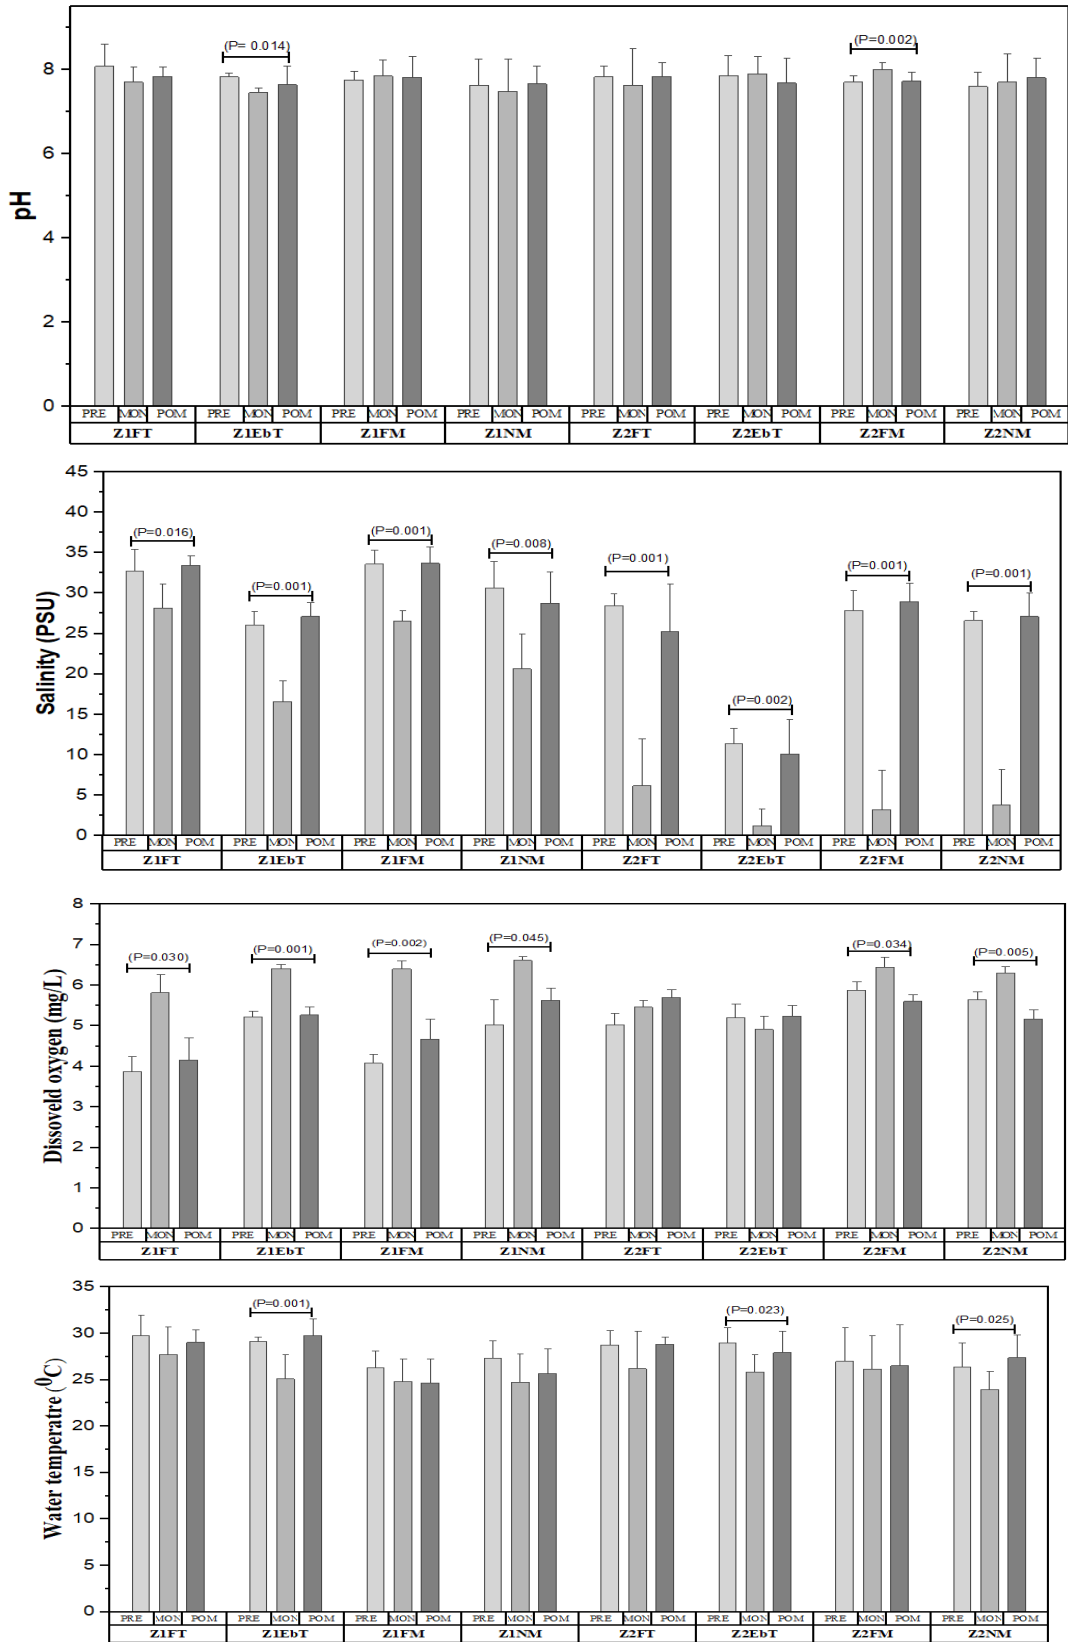 (P= 0.014)
(P=0.002)
8
6
4
2
0
pH
PRE MON POM PRE MON POM PRE MON POM PRE MON POM PRE MON POM PRE MON POM PRE MON POM PRE MON POM
Z1FT Z1EbT Z1FM Z1NM Z2FT Z2EbT Z2FM Z2NM
45
40
35
30
25
20
15
10
5
0
Salinity (PSU)
(P=0.016)
(P=0.001)
(P=0.001)
(P=0.008)
(P=0.001)
(P=0.002)
(P=0.001)
(P=0.001)
PRE MON POM PRE MON POM PRE MON POM PRE MON POM PRE MON POM PRE MON POM PRE MON POM PRE MON POM
Z1FT Z1EbT Z1FM Z1NM Z2FT Z2EbT Z2FM Z2NM
8
7
6
5
4
3
2
1
0
Dissoveld oxygen (mg/L)
(P=0.030)
(P=0.001)
(P=0.002)
(P=0.045)
(P=0.034)
(P=0.005)
PRE MON POM PRE MON POM PRE MON POM PRE MON POM PRE MON POM PRE MON POM PRE MON POM PRE MON POM
Z1FT Z1EbT Z1FM Z1NM Z2FT Z2EbT Z2FM Z2NM
35
30
25
20
15
10
5
0
Water temperatre (⁰C)
(P=0.001)
(P=0.023)
(P=0.025)
PRE MON POM PRE MON POM PRE MON POM PRE MON POM PRE MON POM PRE MON POM PRE MON POM PRE MON POM
Z1FT Z1EbT Z1FM Z1NM Z2FT Z2EbT Z2FM Z2NM